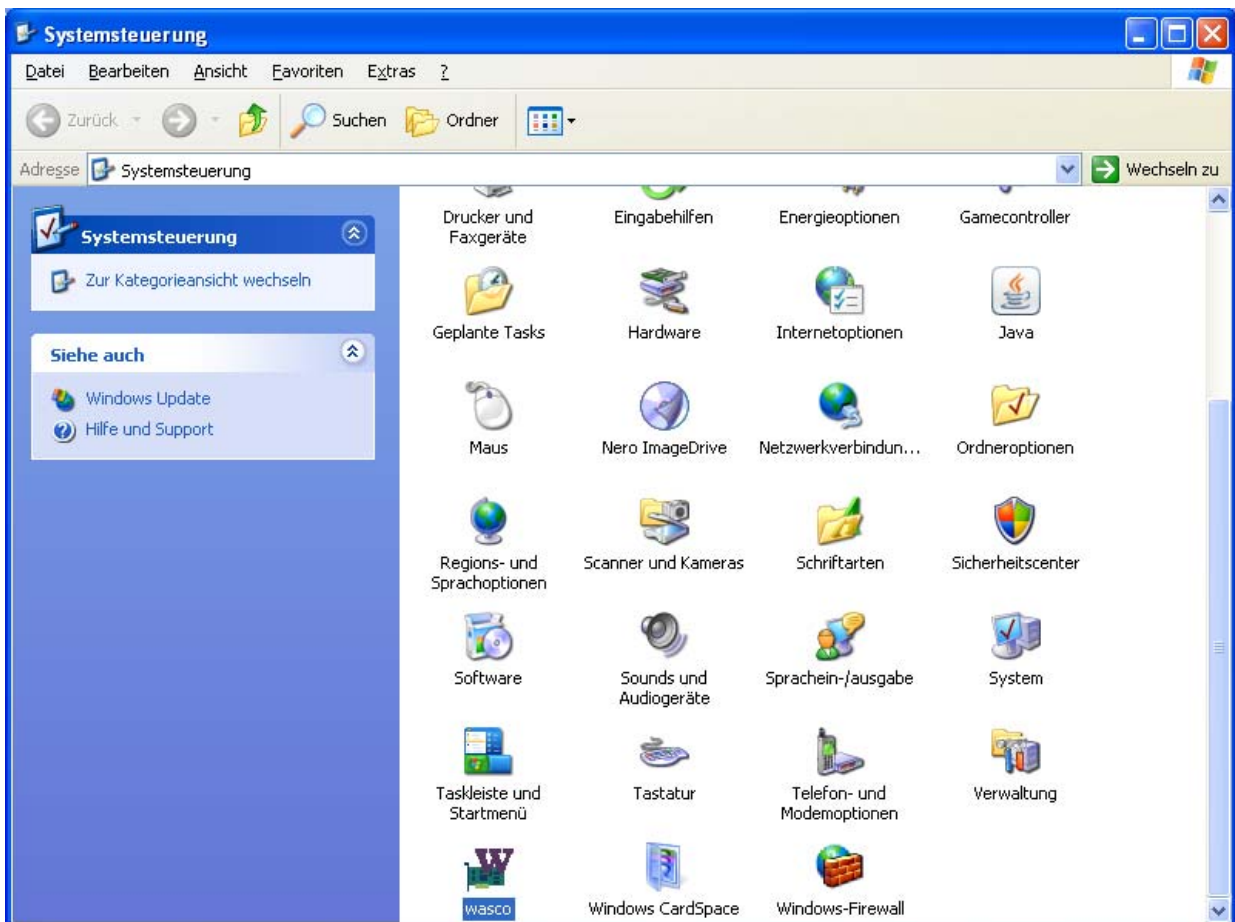 Systemsteuerung
Datei Bearbeiten Ansicht Favoriten Extras ?
Zurück Suchen Ordner
Adresse Systemsteuerung Wechseln zu
Systemsteuerung
Zur Kategorieansicht wechseln
Siehe auch
Windows Update
Hilfe und Support
Drucker und
Faxgeräte
Eingabehilfen
Energieoptionen
Gamecontroller
Geplante Tasks
Hardware
Internetoptionen
Java
Maus
Nero ImageDrive
Netzwerkverbindun...
Ordneroptionen
Regions- und
Sprachoptionen
Scanner und Kameras
Schriftarten
Sicherheitscenter
Software
Sounds und
Audiogeräte
Sprachein-/ausgabe
System
Taskleiste und
Startmenü
Tastatur
Telefon- und
Modemoptionen
Verwaltung
W
wasco
Windows CardSpace
Windows-Firewall